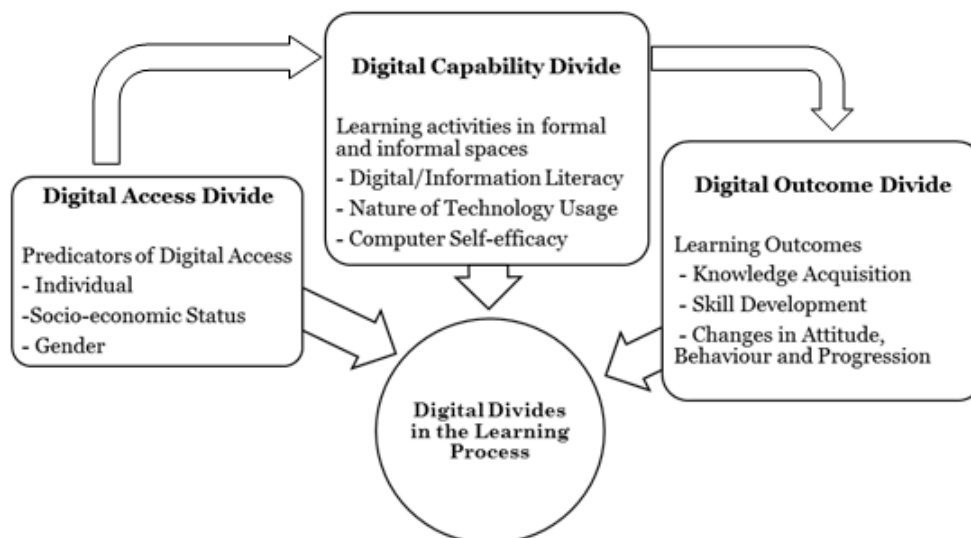 Digital Access Divide
Predicators of Digital Access
- Individual
-Socio-economic Status
- Gender
Digital Capability Divide
Learning activities in formal
and informal spaces
- Digital/Information Literacy
- Nature of Technology Usage
- Computer Self-efficacy
Digital Outcome Divide
Learning Outcomes
- Knowledge Acquisition
- Skill Development
- Changes in Attitude,
Behaviour and Progression
Digital Divides
in the Learning
Process